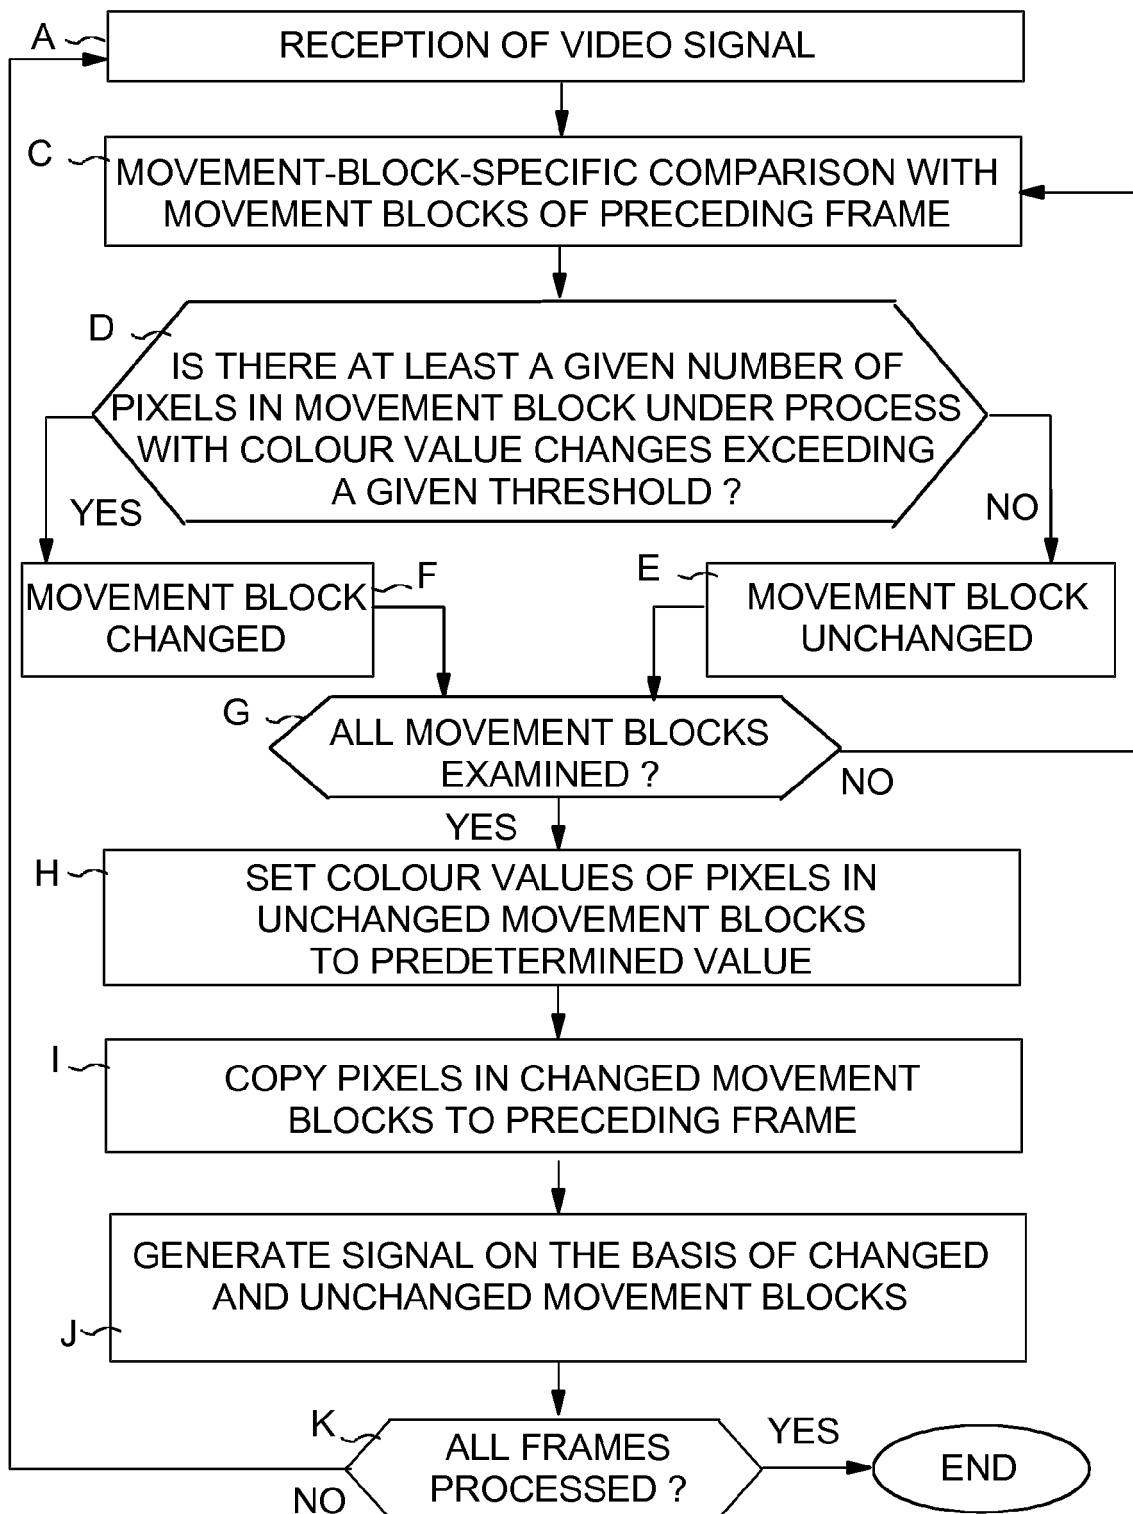 A
RECEPTION OF VIDEO SIGNAL
C
MOVEMENT-BLOCK-SPECIFIC COMPARISON WITH
MOVEMENT BLOCKS OF PRECEDING FRAME
D
IS THERE AT LEAST A GIVEN NUMBER OF
PIXELS IN MOVEMENT BLOCK UNDER PROCESS
WITH COLOUR VALUE CHANGES EXCEEDING
A GIVEN THRESHOLD ?
YES
NO
F
MOVEMENT BLOCK
CHANGED
E
MOVEMENT BLOCK
UNCHANGED
G
ALL MOVEMENT BLOCKS
EXAMINED ?
NO
YES
H
SET COLOUR VALUES OF PIXELS IN
UNCHANGED MOVEMENT BLOCKS
TO PREDETERMINED VALUE
I
COPY PIXELS IN CHANGED MOVEMENT
BLOCKS TO PRECEDING FRAME
GENERATE SIGNAL ON THE BASIS OF CHANGED
AND UNCHANGED MOVEMENT BLOCKS
J
K
ALL FRAMES
PROCESSED ?
YES
END
NO